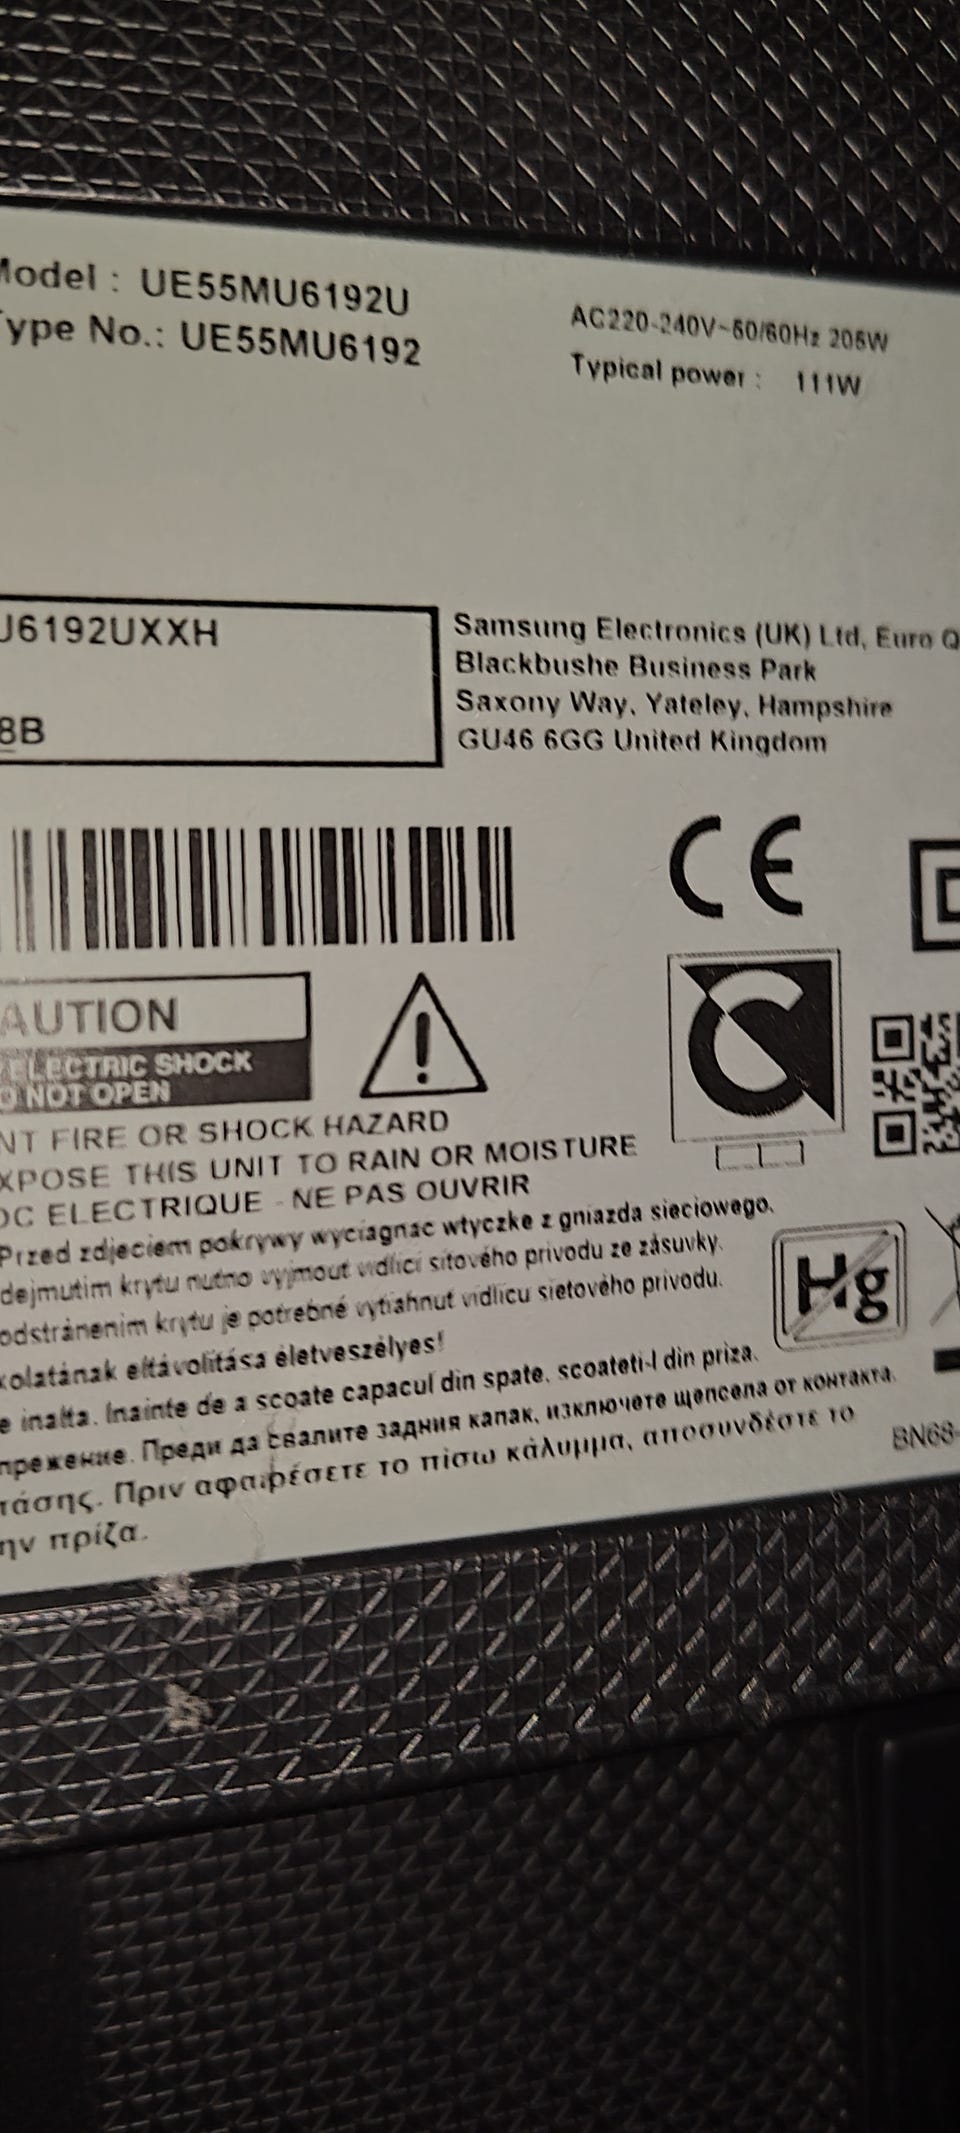 Model : UE55MU6192U
Type No.: UE55MU6192
AC220-240V~50/60Hz 205W
Typical power : 111W
U6192UXXH
8B
Samsung Electronics (UK) Ltd, Euro Q
Blackbushe Business Park
Saxony Way, Yateley, Hampshire
GU46 6GG United Kingdom
CE
AUTION
ELECTRIC SHOCK
O NOT OPEN
NT FIRE OR SHOCK HAZARD
XPOSE THIS UNIT TO RAIN OR MOISTURE
OC ELECTRIQUE - NE PAS OUVRIR
Przed zdjeciem pokrywy wyciagnac wtyczke z gniazda sieciowego.
dejmutim krytu nutno vyjmout vidlici sítového privodu ze zásuvky.
odstránenim krytu je potrebné vytiahnut vidlicu sietového privodu.
kolatának eltávolitása életveszélyes!
e inalta. Inainte de a scoate capacul din spate, scoateti-l din priza.
прежение. Преди да свалите задния капак, изключете щепсела от контакта.
τάσης. Πριν αφαιρέσετε το πίσω κάλυμμα, αποσυνδέστε το
ην πρίζα.
Hg
BN68-